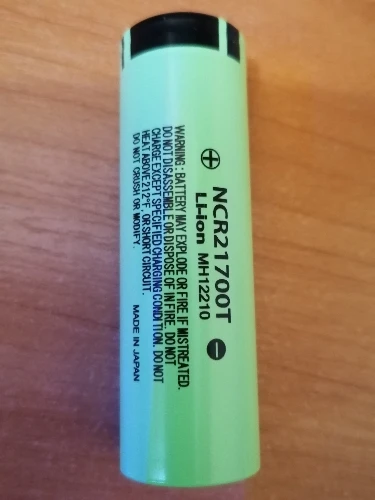 ⊕ NCR21700T ⊖
Li-ion MH12210
WARNING : BATTERY MAY EXPLODE OR FIRE IF MISTREATED.
DO NOT DISASSEMBLE OR DISPOSE OF IN FIRE. DO NOT
CHARGE EXCEPT SPECIFIED CHARGING CONDITION. DO NOT
HEAT ABOVE 212°F. OR SHORT CIRCUIT.
DO NOT CRUSH OR MODIFY. MADE IN JAPAN